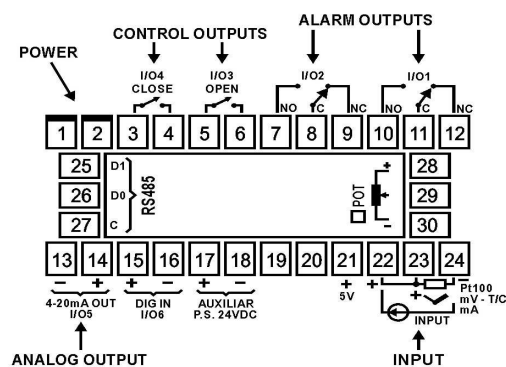 ALARM OUTPUTS
CONTROL OUTPUTS
POWER
I/O4 CLOSE
I/O3 OPEN
I/O2
I/O1
NO C NC NO C NC
1 2 3 4 5 6 7 8 9 10 11 12
25 D1 28
26 D0 RS485 POT + 29
27 C - 30
13 14 15 16 17 18 19 20 21 22 23 24
- + + - + - + 5V + + -
4-20mA OUT I/O5
DIG IN I/O6
AUXILIAR P.S. 24VDC
Pt100
mV - T/C
mA
INPUT
ANALOG OUTPUT
INPUT